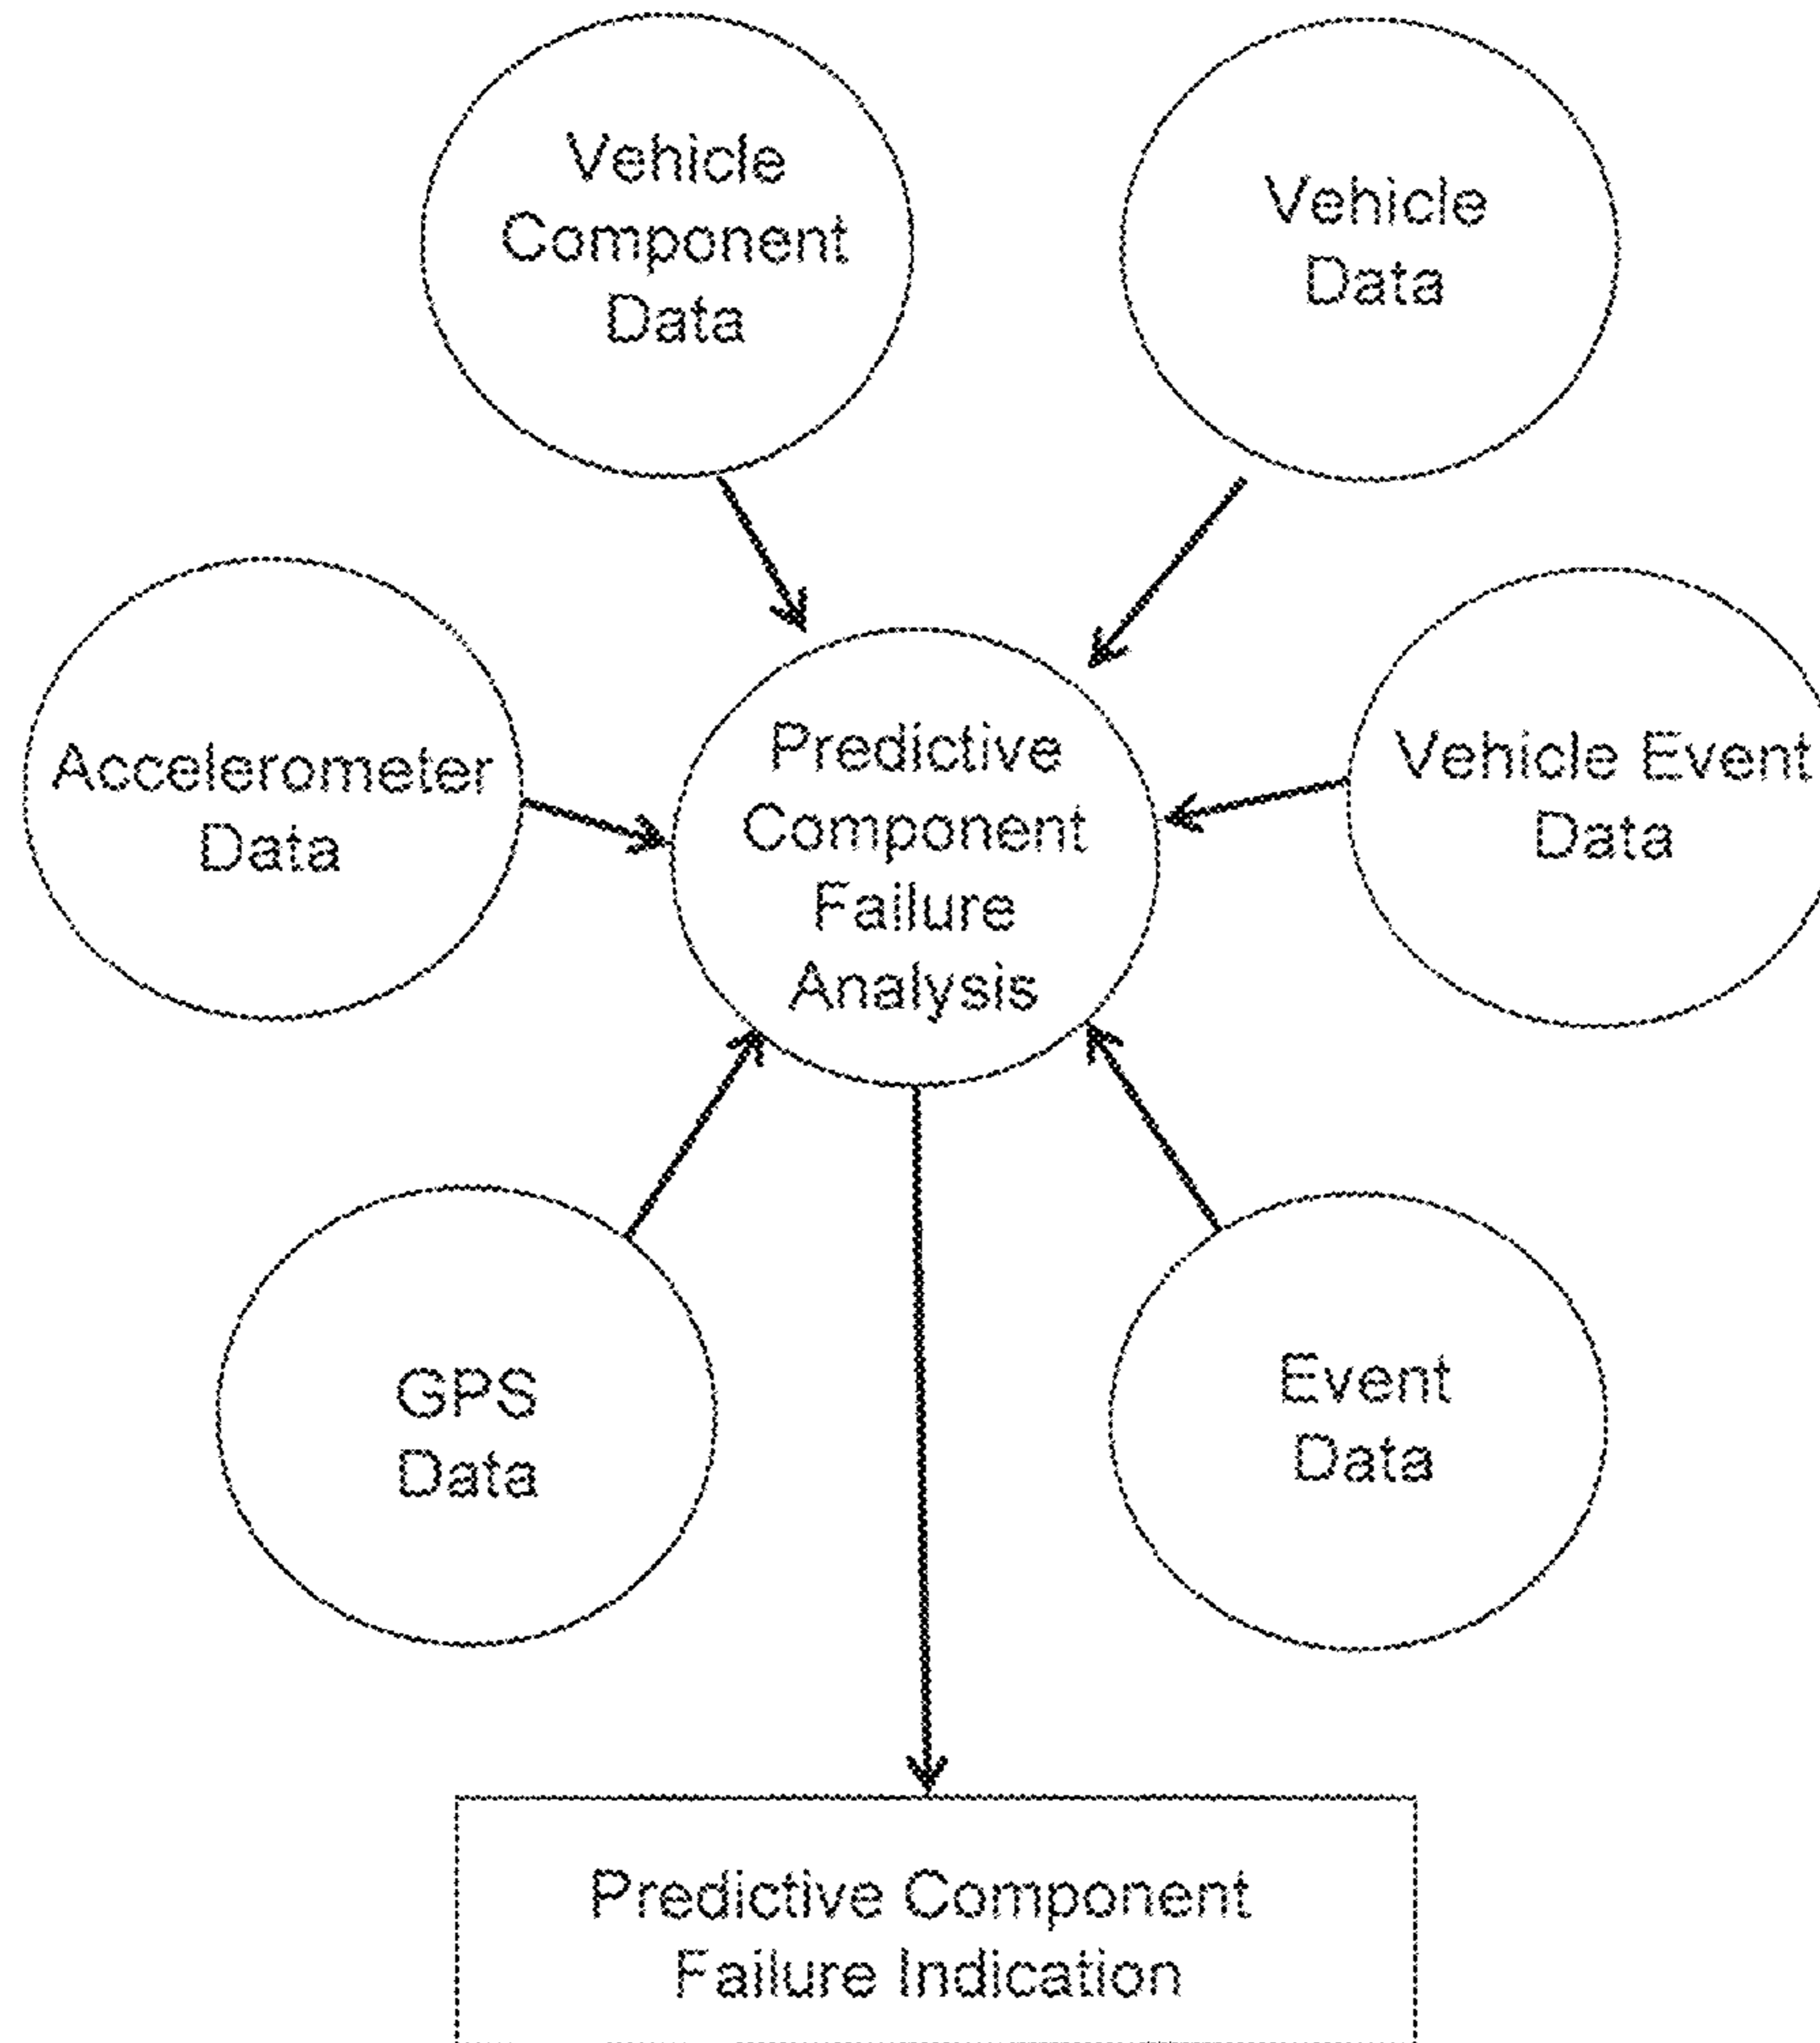 Vehicle
Component
Data
Vehicle
Data
Accelerometer
Data
Predictive
Component
Failure
Analysis
Vehicle Event
Data
GPS
Data
Event
Data
Predictive Component
Failure Indication